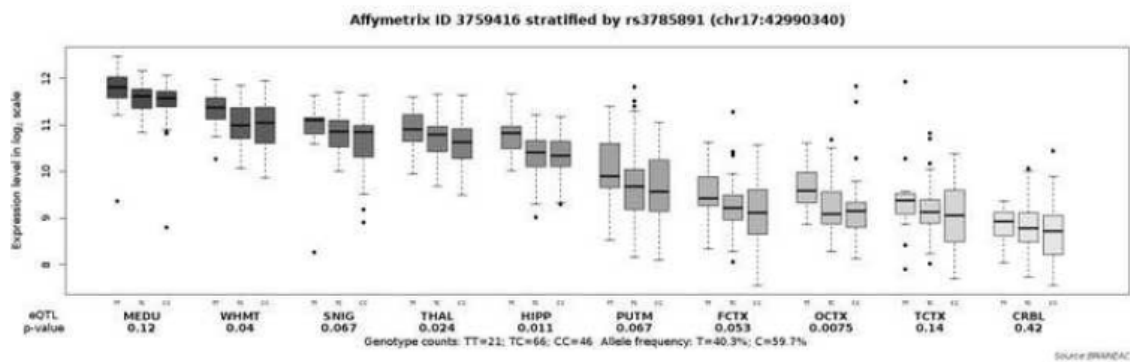 Affymetrix ID 3759416 stratified by rs3785891 (chr17:42990340)
Expression level in log₂ scale
12
11
10
9
8
eQTL
p-value
MEDU WHMT SNIG THAL HIPP PUTM FCTX OCTX TCTX CRBL
0.12 0.04 0.067 0.024 0.011 0.067 0.053 0.0075 0.14 0.42
Genotype counts: TT=21; TC=66; CC=46 Allele frequency: T=40.3%; C=59.7%
Source:BRAINEAC